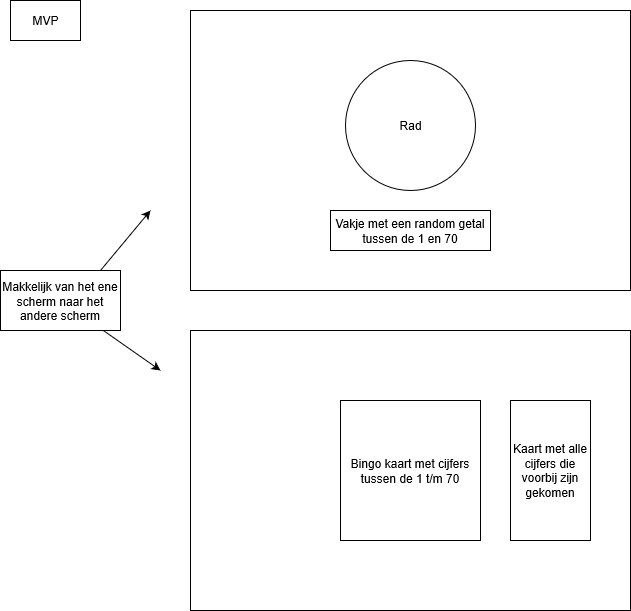 MVP
Rad
Vakje met een random getal
tussen de 1 en 70
Makkelijk van het ene
scherm naar het
andere scherm
Bingo kaart met cijfers
tussen de 1 t/m 70
Kaart met alle
cijfers die
voorbij zijn
gekomen